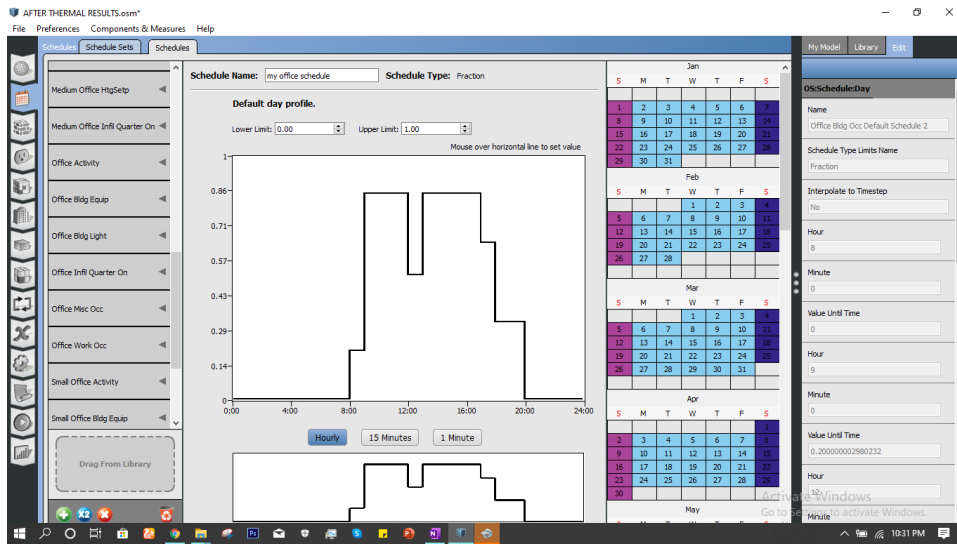 AFTER THERMAL RESULTS.osm*
File Preferences Components & Measures Help
Schedules Schedule Sets Schedules
My Model Library Edit
Medium Office HtgSetp
Medium Office Infil Quarter On
Office Activity
Office Bldg Equip
Office Bldg Light
Office Infil Quarter On
Office Misc Occ
Office Work Occ
Small Office Activity
Small Office Bldg Equip
Drag From Library
X2
Schedule Name: my office schedule Schedule Type: Fraction
Default day profile.
Lower Limit: 0.00 Upper Limit: 1.00
Mouse over horizontal line to set value
1
0.86
0.71
0.57
0.43
0.29
0.14
0
0:00 4:00 8:00 12:00 16:00 20:00 24:00
Hourly 15 Minutes 1 Minute
Jan
S M T W T F S
1 2 3 4 5 6 7
8 9 10 11 12 13 14
15 16 17 18 19 20 21
22 23 24 25 26 27 28
29 30 31
Feb
S M T W T F S
1 2 3 4
5 6 7 8 9 10 11
12 13 14 15 16 17 18
19 20 21 22 23 24 25
26 27 28
Mar
S M T W T F S
1 2 3 4
5 6 7 8 9 10 11
12 13 14 15 16 17 18
19 20 21 22 23 24 25
26 27 28 29 30 31
Apr
S M T W T F S
1
2 3 4 5 6 7 8
9 10 11 12 13 14 15
16 17 18 19 20 21 22
23 24 25 26 27 28 29
30
May
OS:Schedule:Day
Name
Office Bldg Occ Default Schedule 2
Schedule Type Limits Name
Fraction
Interpolate to Timestep
No
Hour
8
Minute
0
Value Until Time
0
Hour
9
Minute
0
Value Until Time
0.200000002980232
Hour
12
Minute
Activate Windows
Go to Settings to activate Windows.
10:31 PM